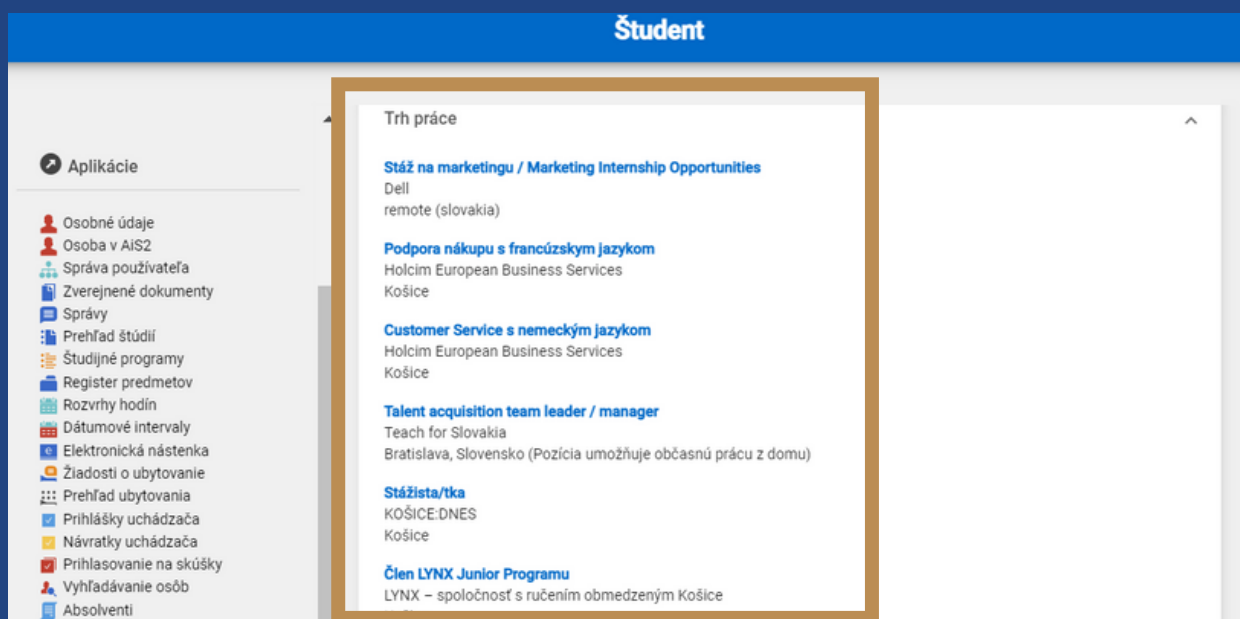 Študent
Aplikácie
Osobné údaje
Osoba v AiS2
Správa používateľa
Zverejnené dokumenty
Správy
Prehľad štúdií
Študijné programy
Register predmetov
Rozvrhy hodín
Dátumové intervaly
Elektronická nástenka
Žiadosti o ubytovanie
Prehľad ubytovania
Prihlášky uchádzača
Návratky uchádzača
Prihlasovanie na skúšky
Vyhľadávanie osôb
Absolventi
Trh práce
Stáž na marketingu / Marketing Internship Opportunities
Dell
remote (slovakia)
Podpora nákupu s francúzskym jazykom
Holcim European Business Services
Košice
Customer Service s nemeckým jazykom
Holcim European Business Services
Košice
Talent acquisition team leader / manager
Teach for Slovakia
Bratislava, Slovensko (Pozícia umožňuje občasnú prácu z domu)
Stážista/tka
KOŠICE:DNES
Košice
Člen LYNX Junior Programu
LYNX – spoločnosť s ručením obmedzeným Košice